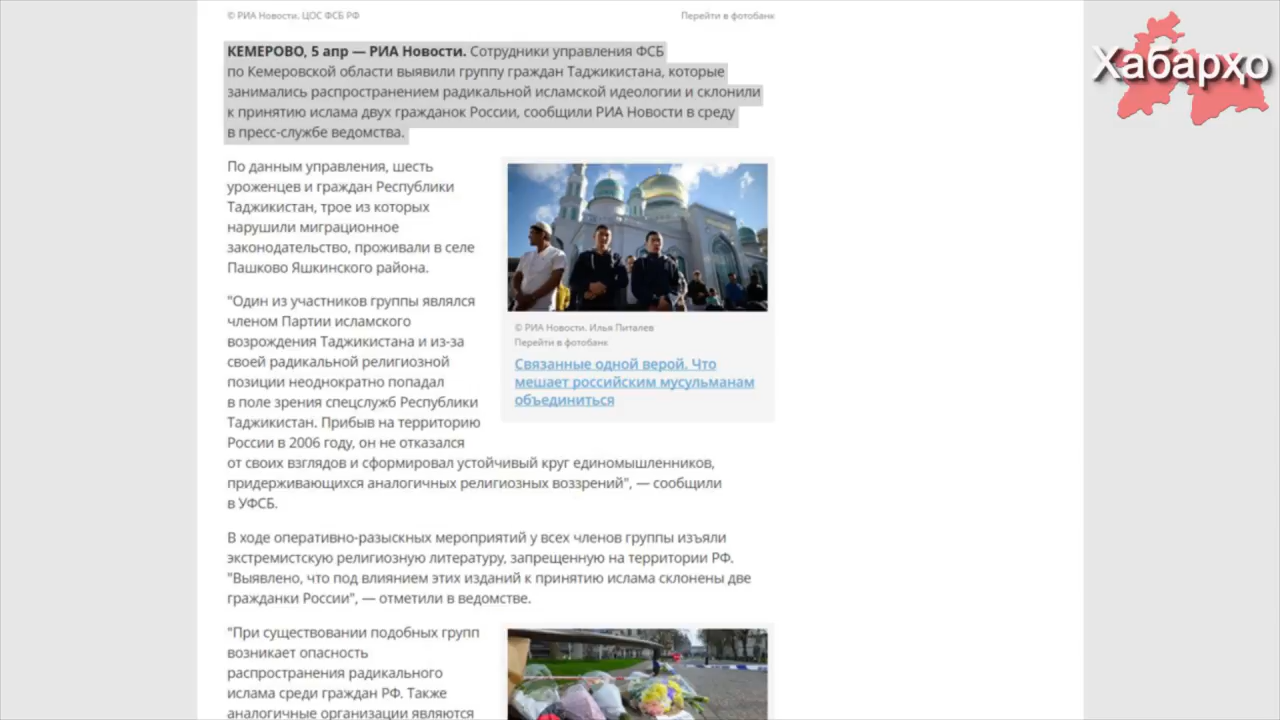 © РИА Новости. ЦОС ФСБ РФ
Перейти в фотобанк
Хабарҳо
КЕМЕРОВО, 5 апр — РИА Новости. Сотрудники управления ФСБ
по Кемеровской области выявили группу граждан Таджикистана, которые
занимались распространением радикальной исламской идеологии и склонили
к принятию ислама двух гражданок России, сообщили РИА Новости в среду
в пресс-службе ведомства.
По данным управления, шесть
уроженцев и граждан Республики
Таджикистан, трое из которых
нарушили миграционное
законодательство, проживали в селе
Пашково Яшкинского района.
"Один из участников группы являлся
членом Партии исламского
возрождения Таджикистана и из-за
своей радикальной религиозной
позиции неоднократно попадал
в поле зрения спецслужб Республики
Таджикистан. Прибыв на территорию
России в 2006 году, он не отказался
от своих взглядов и сформировал устойчивый круг единомышленников,
придерживающихся аналогичных религиозных воззрений", — сообщили
в УФСБ.
© РИА Новости. Илья Питалев
Перейти в фотобанк
Связанные одной верой. Что
мешает российским мусульманам
объединиться
В ходе оперативно-разыскных мероприятий у всех членов группы изъяли
экстремистскую религиозную литературу, запрещенную на территории РФ.
"Выявлено, что под влиянием этих изданий к принятию ислама склонены две
гражданки России", — отметили в ведомстве.
"При существовании подобных групп
возникает опасность
распространения радикального
ислама среди граждан РФ. Также
аналогичные организации являются